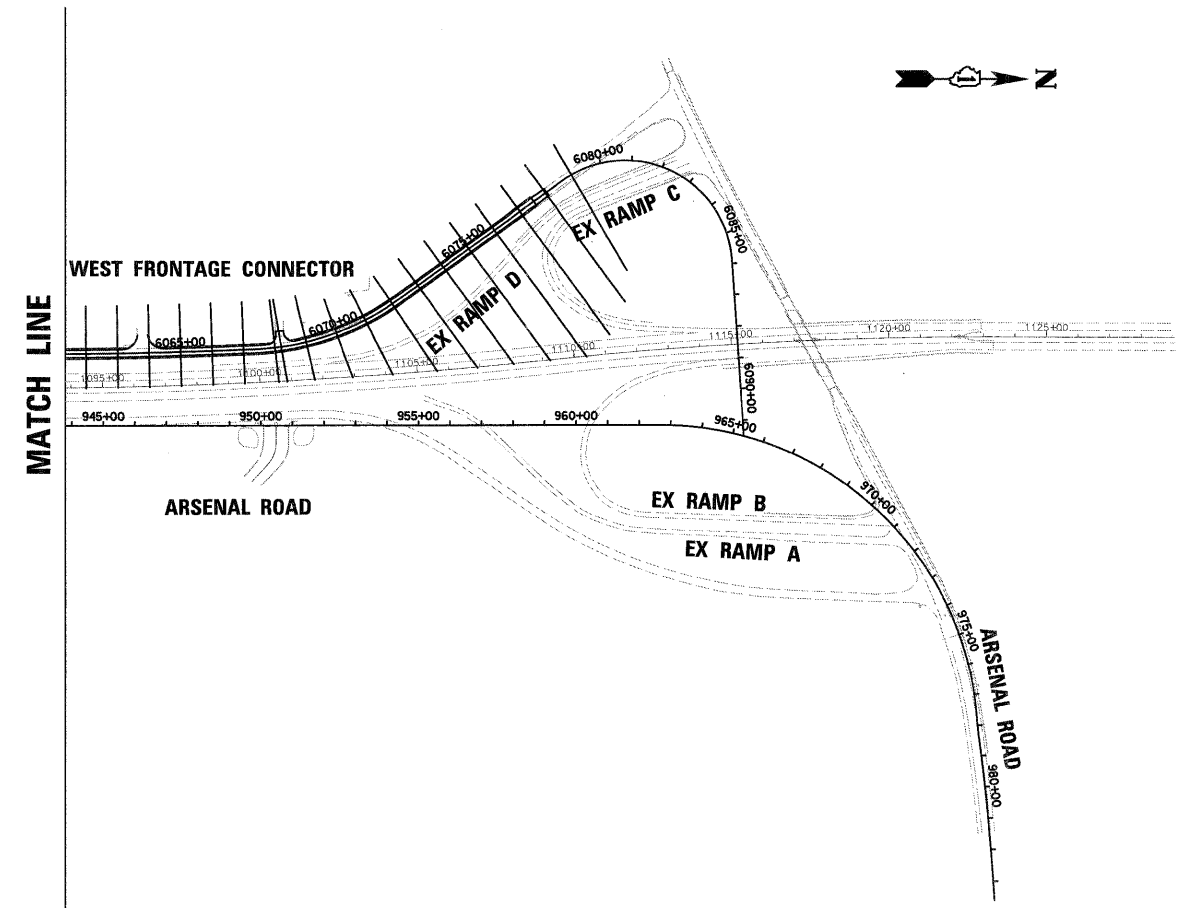 N
6080+00
EX RAMP C
6085+00
6075+00
WEST FRONTAGE CONNECTOR
EX RAMP D
6070+00
6065+00
1095+00
1100+00
1105+00
1110+00
1115+00
1120+00
1125+00
MATCH LINE
6090+00
945+00
950+00
955+00
960+00
965+00
970+00
ARSENAL ROAD
EX RAMP B
EX RAMP A
975+00
ARSENAL ROAD
980+00